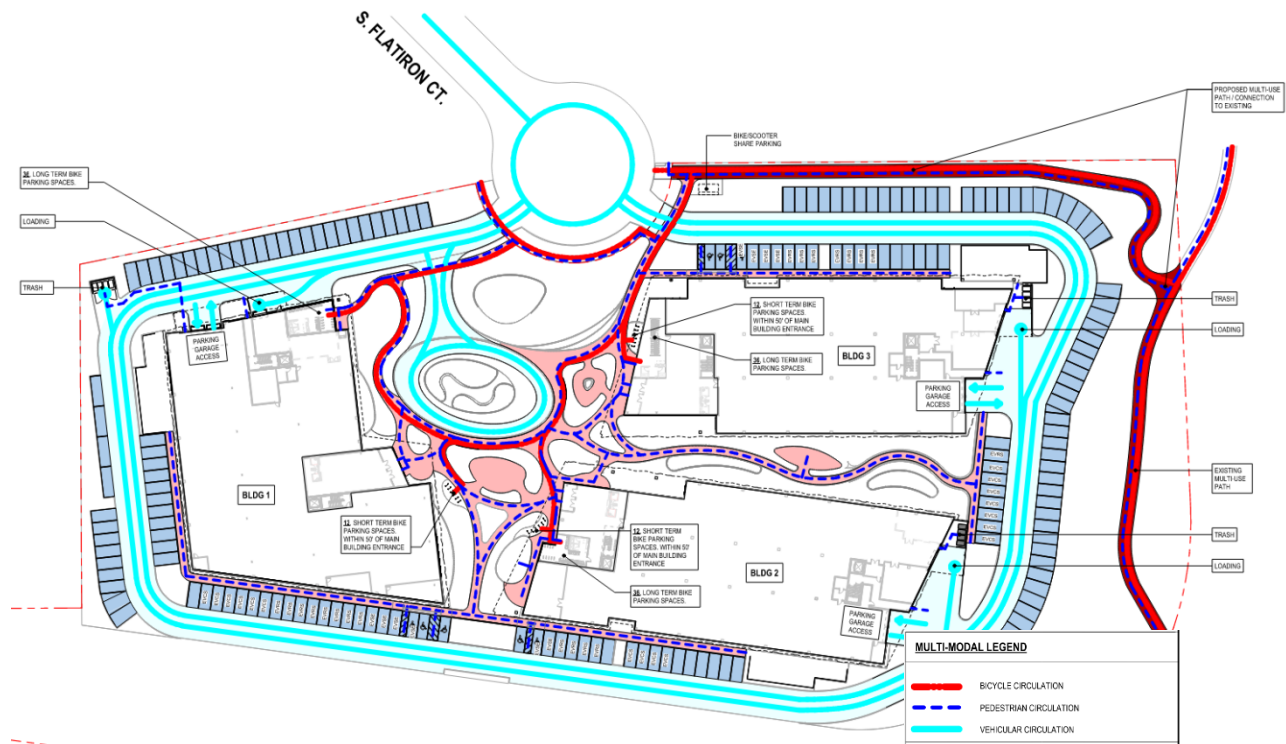 S. FLATIRON CT.
PROPOSED MULTI-USE
PATH / CONNECTION
TO EXISTING
BIKE/SCOOTER
SHARE PARKING
36, LONG TERM BIKE
PARKING SPACES.
LOADING
TRASH
PARKING
GARAGE
ACCESS
12, SHORT TERM BIKE
PARKING SPACES.
WITHIN 50' OF MAIN
BUILDING ENTRANCE
36, LONG TERM BIKE
PARKING SPACES.
BLDG 3
TRASH
LOADING
PARKING
GARAGE
ACCESS
BLDG 1
EXISTING
MULTI-USE
PATH
12, SHORT TERM BIKE
PARKING SPACES,
WITHIN 50' OF MAIN
BUILDING ENTRANCE
12, SHORT TERM
BIKE PARKING
SPACES, WITHIN 50'
OF MAIN BUILDING
ENTRANCE
36, LONG TERM BIKE
PARKING SPACES.
BLDG 2
TRASH
LOADING
PARKING
GARAGE
ACCESS
MULTI-MODAL LEGEND
BICYCLE CIRCULATION
PEDESTRIAN CIRCULATION
VEHICULAR CIRCULATION